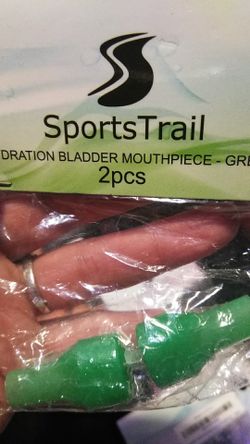 SportsTrail
DRATION BLADDER MOUTHPIECE - GRE
2pcs